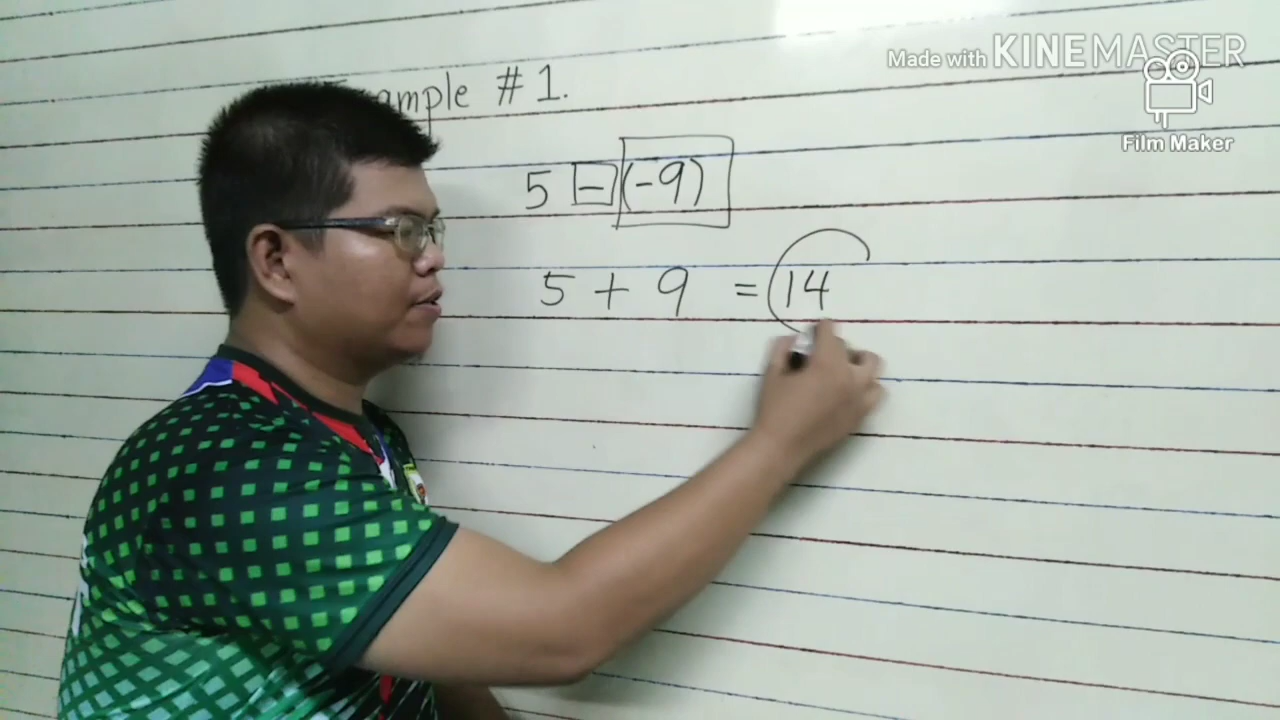 Made with KINEMASTER
Film Maker
ample # 1.
5 - (-9)
5 + 9 = 14